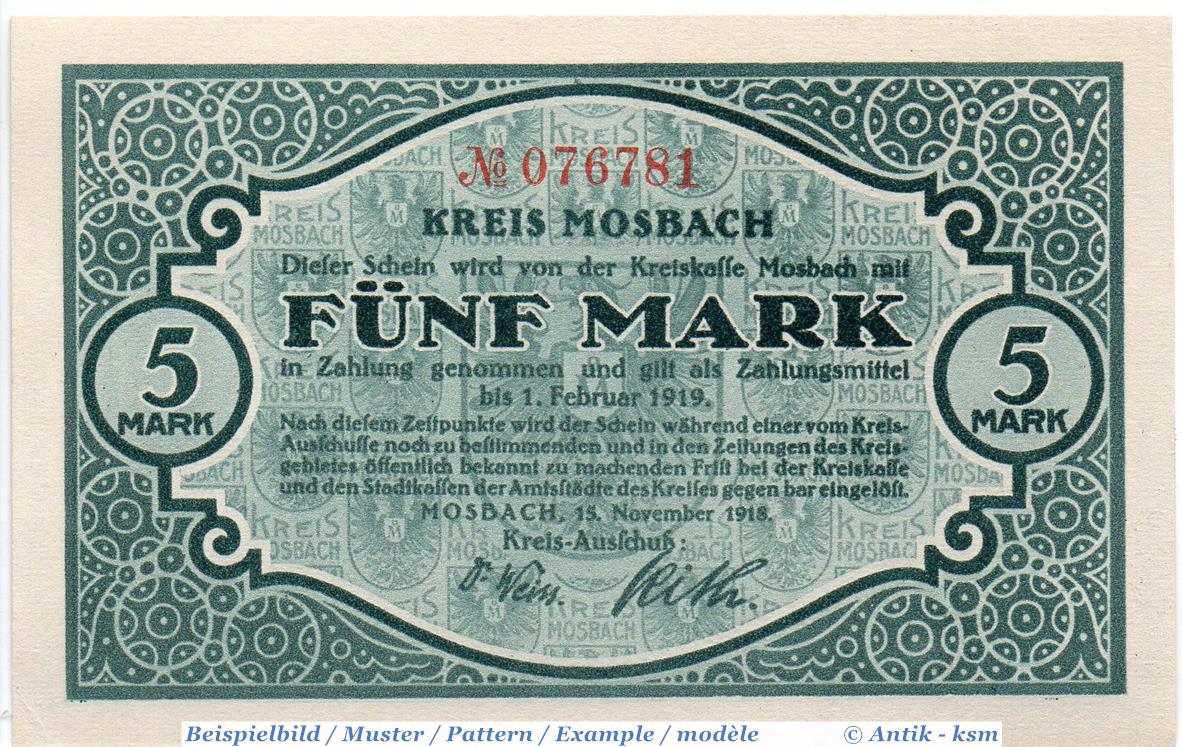 № 076781
KREIS MOSBACH
Dieſer Schein wird von der Kreiskaſſe Mosbach mit
FÜNF MARK
in Zahlung genommen und gilt als Zahlungsmittel
bis 1. Februar 1919.
Nach dieſem Zeitpunkte wird der Schein während einer vom Kreis-
Ausſchuſſe noch zu beſtimmenden und in den Zeitungen des Kreis-
gebietes öffentlich bekannt zu machenden Friſt bei der Kreiskaſſe
und den Stadtkaſſen der Amtsſtädte des Kreiſes gegen bar eingelöſt.
MOSBACH, 15. November 1918.
Kreis-Ausſchuß:
Dr. Weiss.
5
MARK
5
MARK
KREIS
MOSBACH
Beispielbild / Muster / Pattern / Example / modèle © Antik - ksm